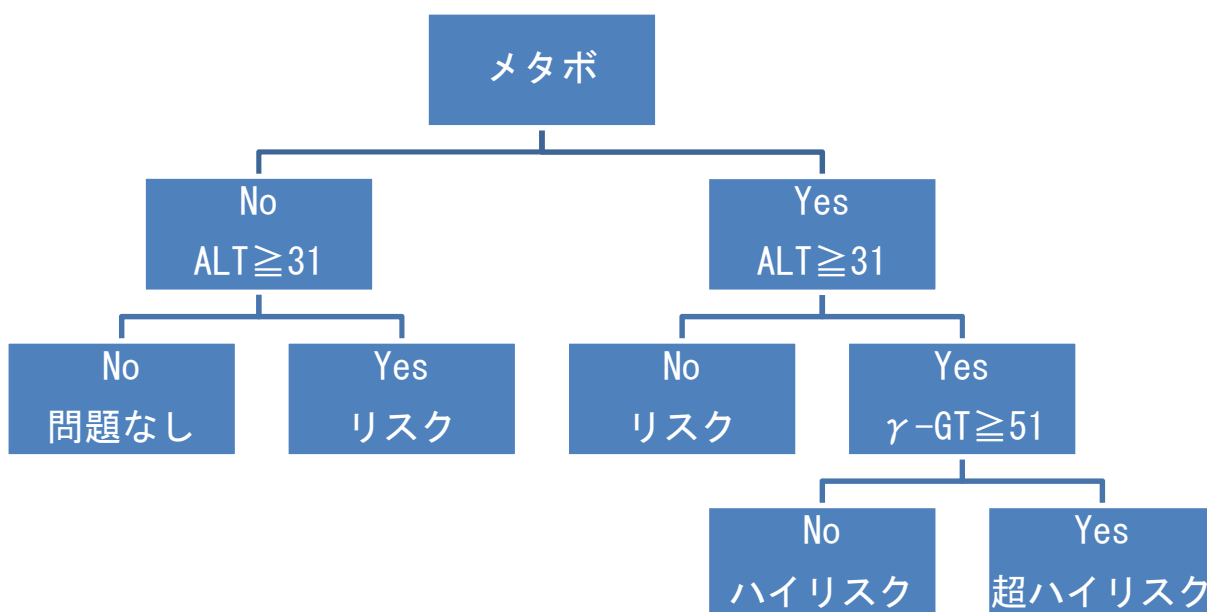 メタボ
No
ALT≧31
Yes
ALT≧31
No
問題なし
Yes
リスク
No
リスク
Yes
γ-GT≧51
No
ハイリスク
Yes
超ハイリスク